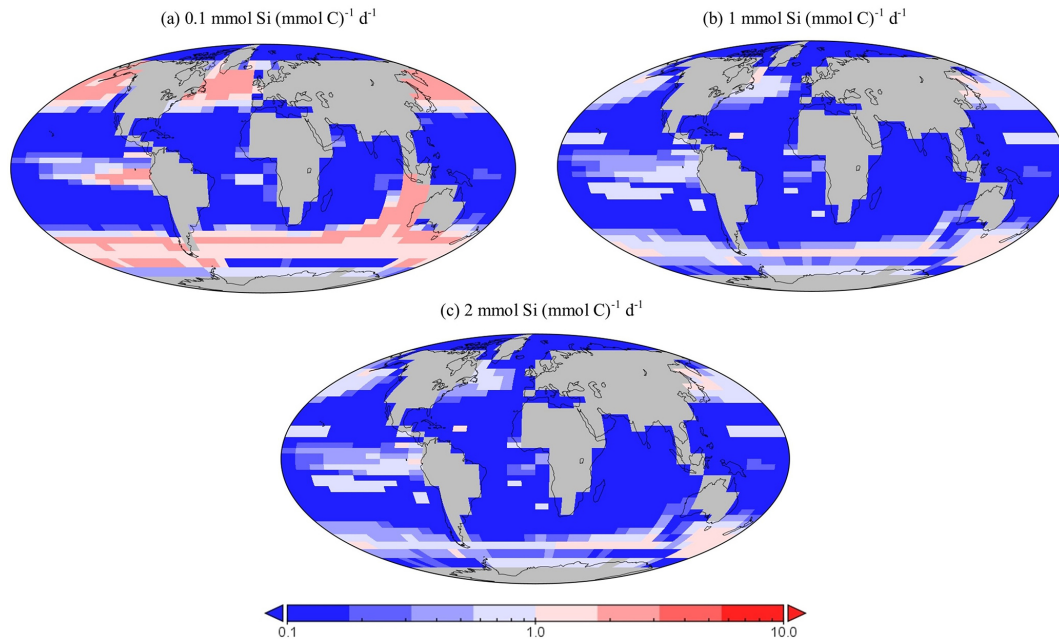 (a) 0.1 mmol Si (mmol C)⁻¹ d⁻¹
(b) 1 mmol Si (mmol C)⁻¹ d⁻¹
(c) 2 mmol Si (mmol C)⁻¹ d⁻¹
0.1 1.0 10.0